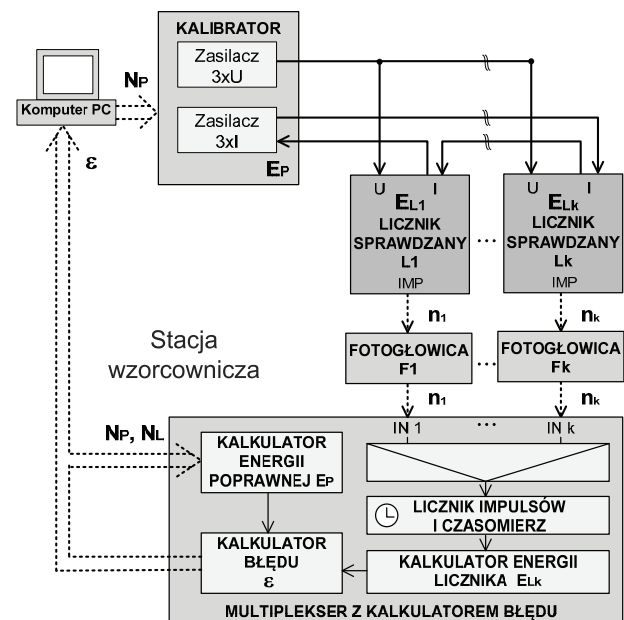 KALIBRATOR
Zasilacz
3xU
Zasilacz
3xI
EP
Komputer PC
NP
ε
U I
EL1
LICZNIK
SPRAWDZANY
L1
IMP
...
U I
ELk
LICZNIK
SPRAWDZANY
Lk
IMP
n1
nk
FOTOGŁOWICA
F1
...
FOTOGŁOWICA
Fk
n1
nk
Stacja
wzorcownicza
NP, NL
IN 1 ... IN k
KALKULATOR
ENERGII
POPRAWNEJ EP
LICZNIK IMPULSÓW
I CZASOMIERZ
KALKULATOR
BŁĘDU
ε
KALKULATOR ENERGII
LICZNIKA ELk
MULTIPLEKSER Z KALKULATOREM BŁĘDU